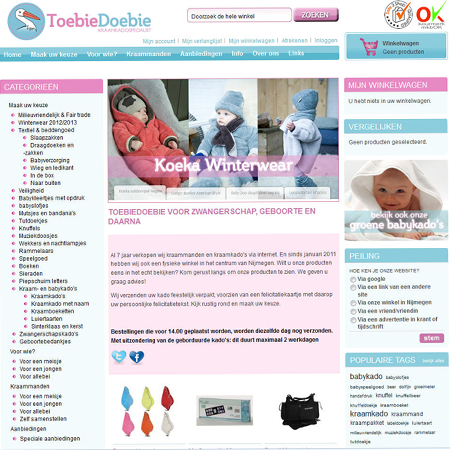 ToebieDoebie
KRAAMKADOSPECIALIST
Doorzoek de hele winkel
ZOEKEN
OK
Mijn account Mijn verlanglijst Mijn winkelwagen Afrekenen Inloggen
Winkelwagen
Geen producten
Home Maak uw keuze Voor wie? Kraammanden Aanbiedingen Info Over ons Links
CATEGORIEËN
Maak uw keuze
Milieuvriendelijk & Fair trade
Winterwear 2012/2013
Textiel & beddengoed
Slaapzakken
Draagdoeken en
-zakken
Babyverzorging
Wieg en ledikant
In de box
Naar buiten
Veiligheid
Babykleertjes met opdruk
babyslofjes
Mutsjes en bandana's
Tutdoekjes
Knuffels
Muziekdoosjes
Wekkers en nachtlampjes
Rammelaars
Speelgoed
Boeken
Sieraden
Piepschuim letters
Kraam- en babykado's
Kraamkado's
Kraamkado met naam
Kraamboeketten
Luiertaarten
Sinterklaas en kerst
Zwangerschapskado's
Geboortebedankjes
Voor wie?
Voor een meisje
Voor een jongen
Voor allebei
Kraammanden
Voor een meisje
Voor een jongen
Voor allebei
Zelf samenstellen
Aanbiedingen
Speciale aanbiedingen
Koeka Winterwear
TOEBIEDOEBIE VOOR ZWANGERSCHAP, GEBOORTE EN
DAARNA
Al 7 jaar verkopen wij kraammanden en kraamkado's via internet. En sinds januari 2011
hebben wij ook een fysieke winkel in het centrum van Nijmegen. Wilt u onze producten
eens in het echt bekijken? Kom gerust langs om onze producten te zien. We geven u
graag advies!
Wij verzenden uw kado feestelijk verpakt, voorzien van een felicitatiekaartje met daarop
uw persoonlijke felicitatietekst. Kijk rustig rond en maak uw keuze.
Bestellingen die voor 14.00 geplaatst worden, worden diezelfde dag nog verzonden.
Met uitzondering van de geborduurde kado's: dit duurt maximaal 2 werkdagen
MIJN WINKELWAGEN
U hebt niets in uw winkelwagen.
VERGELIJKEN
Geen producten geselecteerd.
bekijk ook onze
groene babykado's
PEILING
HOE KEN JE ONZE WEBSITE?
Via google
Via een link van een andere
site
Via onze winkel in Nijmegen
Via een vriend/vriendin
Via een advertentie in krant of
tijdschrift
stem
POPULAIRE TAGS
bekijk alles
babykado babyslofjes
babyspeelgoed beer dolfijn groeimeter
handafdruk knuffel knuffelbeer
knuffeldoekje kraamboeket
kraamkado kraammand
kraampakket labeldoekje luiertaart
milieuvriendelijk muziekdoosje rammelaar
tutdoekje